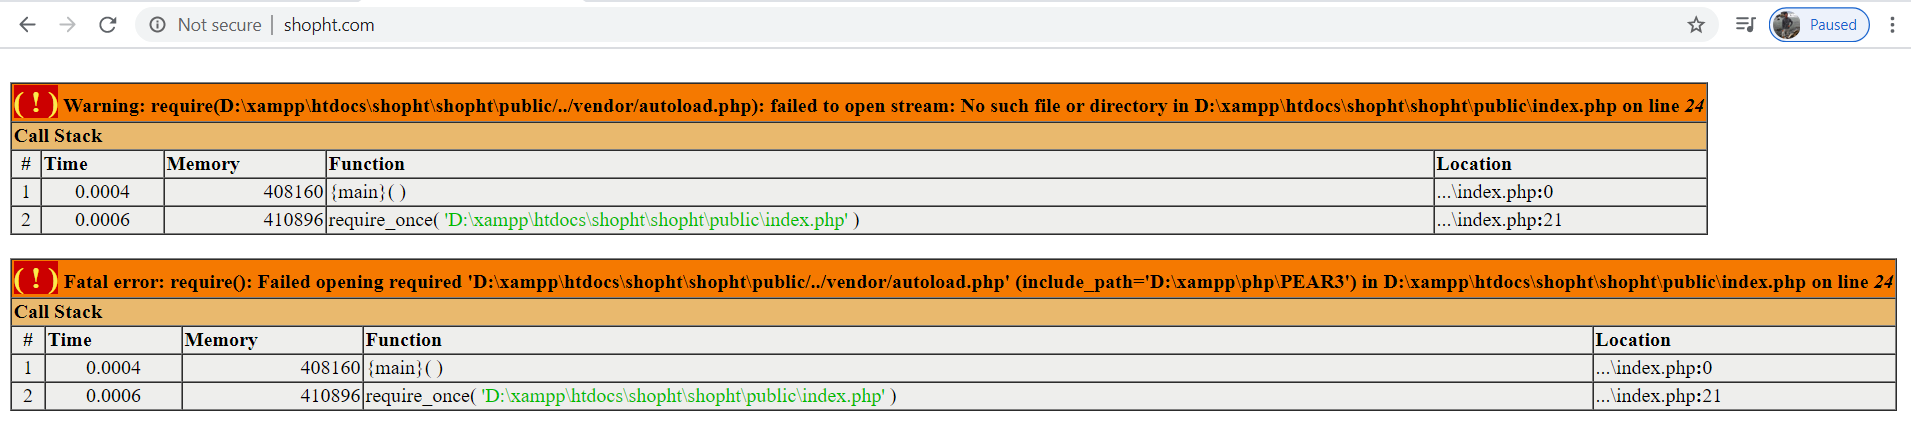 Not secure | shopht.com
Paused
( ! ) Warning: require(D:\xampp\htdocs\shopht\shopht\public/../vendor/autoload.php): failed to open stream: No such file or directory in D:\xampp\htdocs\shopht\shopht\public\index.php on line 24
Call Stack
# Time Memory Function Location
1 0.0004 408160 {main}( ) ...\index.php:0
2 0.0006 410896 require_once( 'D:\xampp\htdocs\shopht\shopht\public\index.php' ) ...\index.php:21
( ! ) Fatal error: require(): Failed opening required 'D:\xampp\htdocs\shopht\shopht\public/../vendor/autoload.php' (include_path='D:\xampp\php\PEAR3') in D:\xampp\htdocs\shopht\shopht\public\index.php on line 24
Call Stack
# Time Memory Function Location
1 0.0004 408160 {main}( ) ...\index.php:0
2 0.0006 410896 require_once( 'D:\xampp\htdocs\shopht\shopht\public\index.php' ) ...\index.php:21